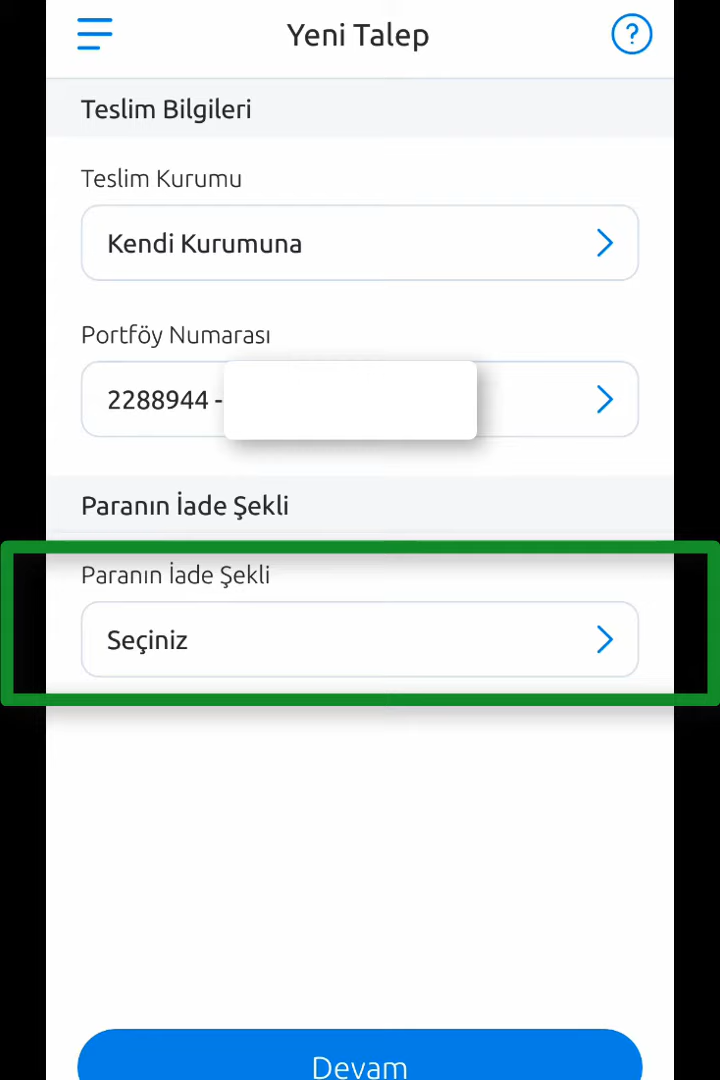 Yeni Talep
?
Teslim Bilgileri
Teslim Kurumu
Kendi Kurumuna
Portföy Numarası
2288944 -
Paranın İade Şekli
Paranın İade Şekli
Seçiniz
Devam